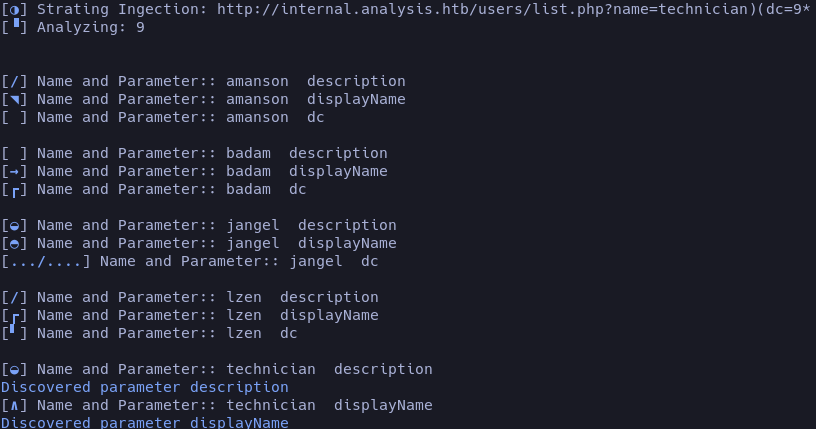 [◑] Strating Ingestion: http://internal.analysis.htb/users/list.php?name=technician)(dc=9*
[▝] Analyzing: 9
[/] Name and Parameter:: amanson  description
[◥] Name and Parameter:: amanson  displayName
[ ] Name and Parameter:: amanson  dc
[ ] Name and Parameter:: badam  description
[→] Name and Parameter:: badam  displayName
[┏] Name and Parameter:: badam  dc
[◒] Name and Parameter:: jangel  description
[◓] Name and Parameter:: jangel  displayName
[.../....] Name and Parameter:: jangel  dc
[/] Name and Parameter:: lzen  description
[┏] Name and Parameter:: lzen  displayName
[▘] Name and Parameter:: lzen  dc
[◒] Name and Parameter:: technician  description
Discovered parameter description
[∧] Name and Parameter:: technician  displayName
Discovered parameter displayName